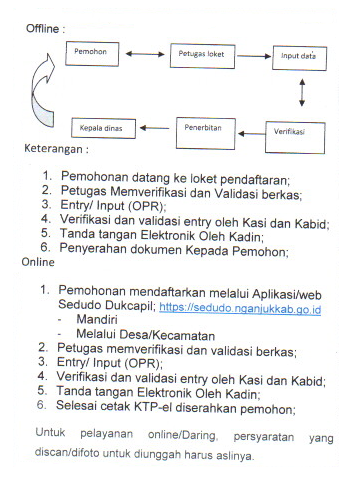 Offline :
Pemohon
Petugas loket
Input data
Kepala dinas
Penerbitan
Verifikasi
Keterangan :
1. Pemohonan datang ke loket pendaftaran;
2. Petugas Memverifikasi dan Validasi berkas;
3. Entry/ Input (OPR);
4. Verifikasi dan validasi entry oleh Kasi dan Kabid;
5. Tanda tangan Elektronik Oleh Kadin;
6. Penyerahan dokumen Kepada Pemohon;
Online
1. Pemohonan mendaftarkan melalui Aplikasi/web
Sedudo Dukcapil; https://sedudo.nganjukkab.go.id
- Mandiri
- Melalui Desa/Kecamatan
2. Petugas memverifikasi dan validasi berkas;
3. Entry/ Input (OPR);
4. Verifikasi dan validasi entry oleh Kasi dan Kabid;
5. Tanda tangan Elektronik Oleh Kadin;
6. Selesai cetak KTP-el diserahkan pemohon;
Untuk pelayanan online/Daring, persyaratan yang
discan/difoto untuk diunggah harus aslinya.